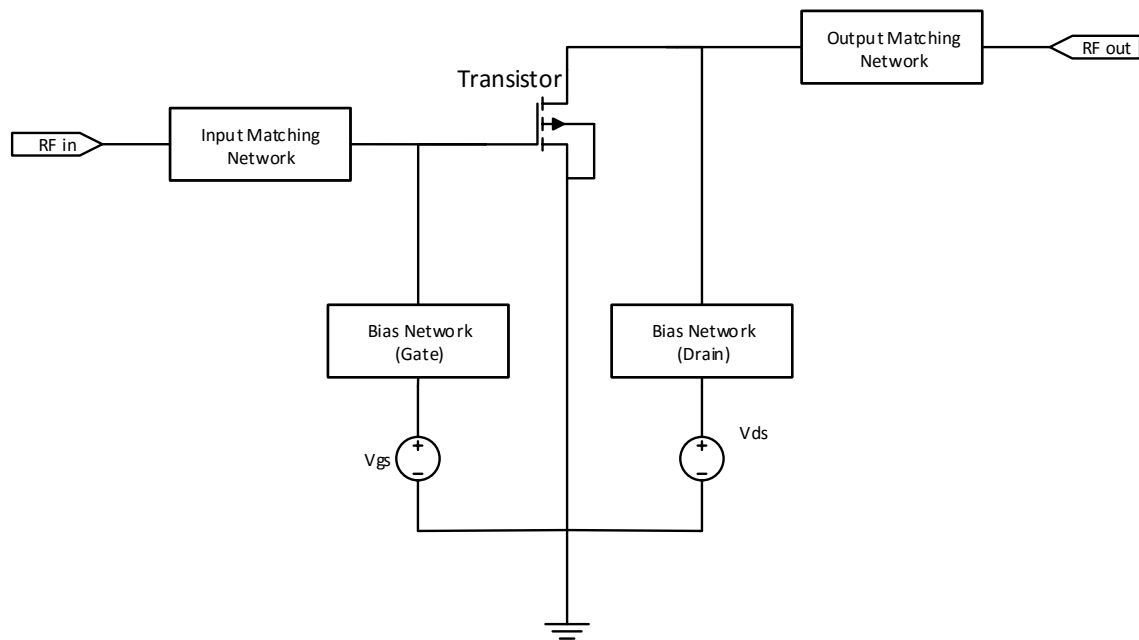 Output Matching
Network
RF out
Transistor
RF in
Input Matching
Network
Bias Network
(Gate)
Bias Network
(Drain)
Vgs
+
−
Vds
+
−